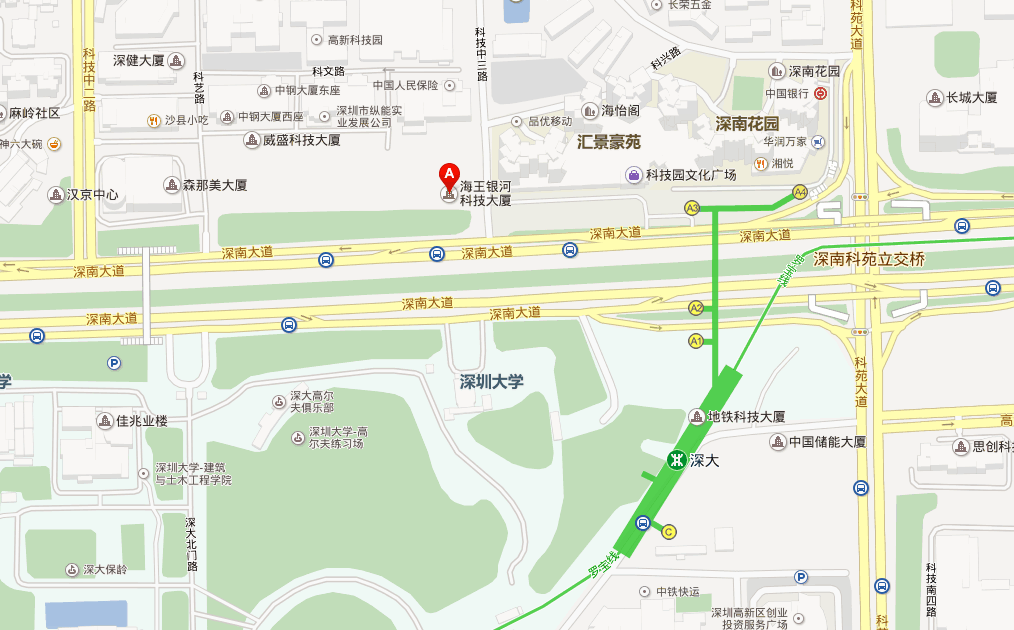 长荣五金
科苑大道
高新科技园
科技中三路
科技中二路
深健大厦
科文路
科兴路
科艺路
中国人民保险
深南花园
中国银行
中钢大厦东座
长城大厦
麻岭社区
沙县小吃
中钢大厦西座
深圳市纵能实
业发展公司
品优移动
海怡阁
深南花园
神六大碗
威盛科技大厦
汇景豪苑
华润万家
湘悦
A
科技园文化广场
汉京中心
森那美大厦
海王银河
科技大厦
A4
A3
深南大道
深南大道
深南大道
深南大道
深南大道
深南科苑立交桥
罗宝线
深南大道
深南大道
深南大道
A2
A1
P
学
深圳大学
科苑大道
深大高尔
夫俱乐部
地铁科技大厦
佳兆业楼
深圳大学-高
尔夫练习场
中国储能大厦
高
思创科技
深大
深圳大学-建筑
与土木工程学院
深大北门路
C
罗宝线
深大保龄
P
中铁快运
科技南四路
深圳高新区创业
投资服务广场
科